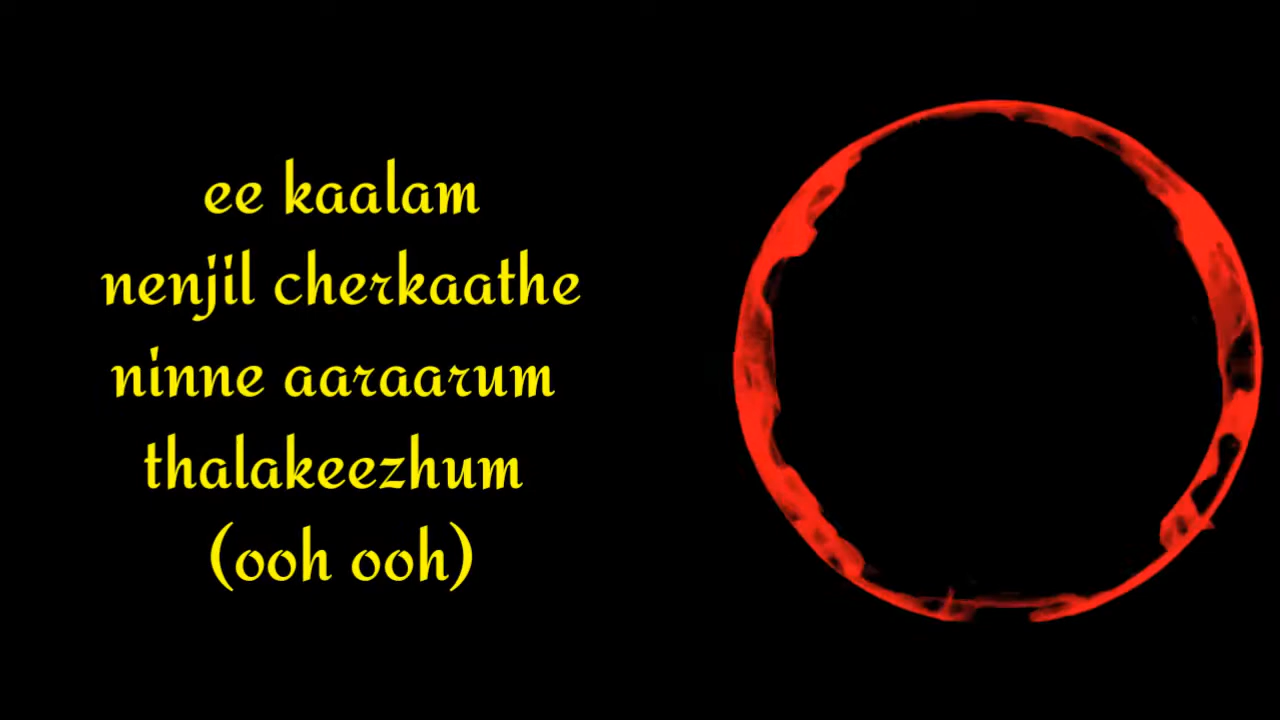 ee kaalam
nenjil cherkaathe
ninne aaraarum
thalakeezhum
(ooh ooh)